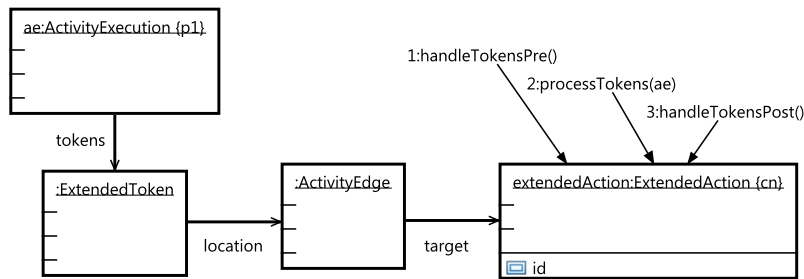 ae:ActivityExecution {p1}
1:handleTokensPre()
2:processTokens(ae)
3:handleTokensPost()
tokens
:ExtendedToken
:ActivityEdge
extendedAction:ExtendedAction {cn}
location
target
id